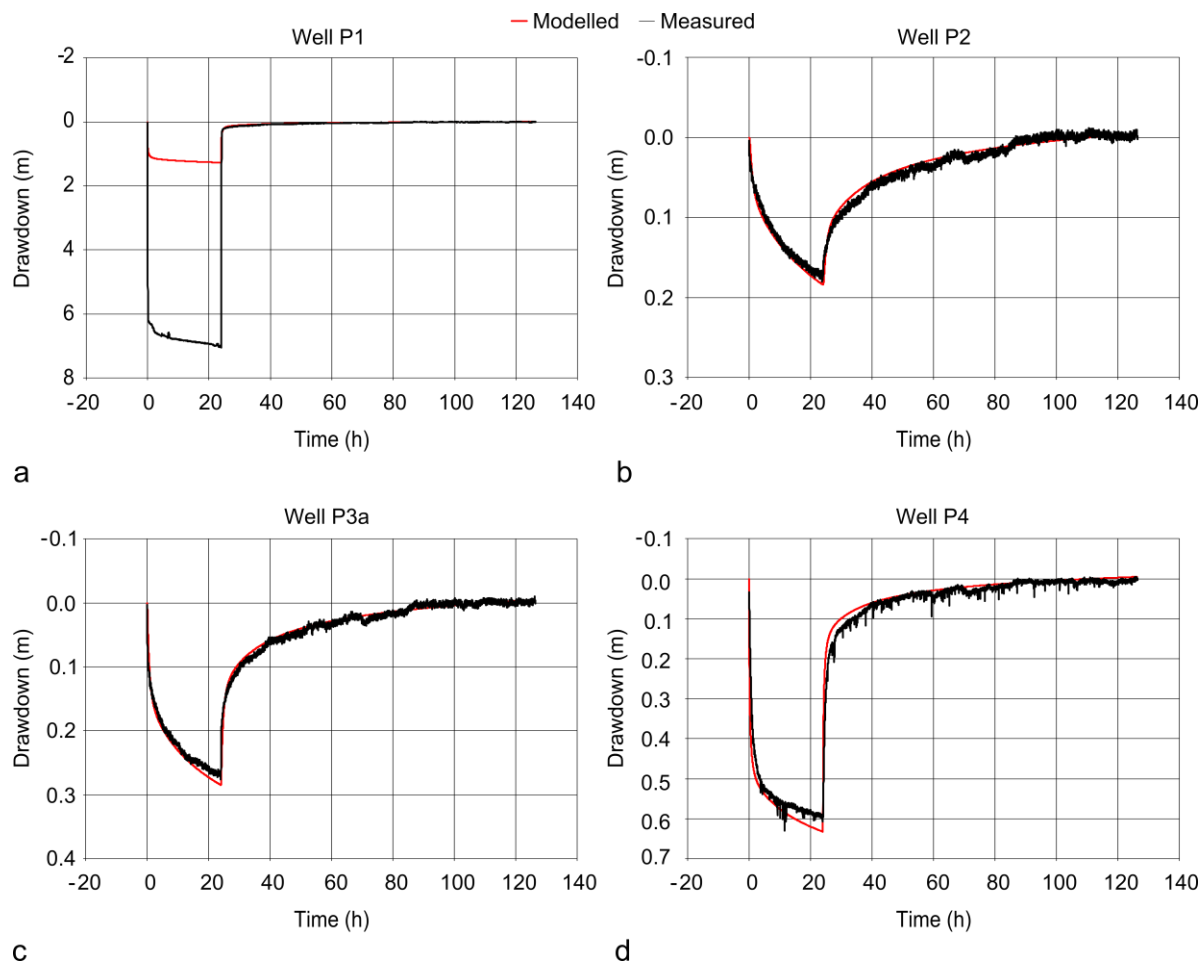 Modelled Measured
Well P1
Well P2
-2
0
2
4
6
8
Drawdown (m)
-20 0 20 40 60 80 100 120 140
Time (h)
a
-0.1
0.0
0.1
0.2
0.3
Drawdown (m)
-20 0 20 40 60 80 100 120 140
Time (h)
b
Well P3a
Well P4
-0.1
0.0
0.1
0.2
0.3
0.4
Drawdown (m)
-20 0 20 40 60 80 100 120 140
Time (h)
c
-0.1
0.0
0.1
0.2
0.3
0.4
0.5
0.6
0.7
Drawdown (m)
-20 0 20 40 60 80 100 120 140
Time (h)
d